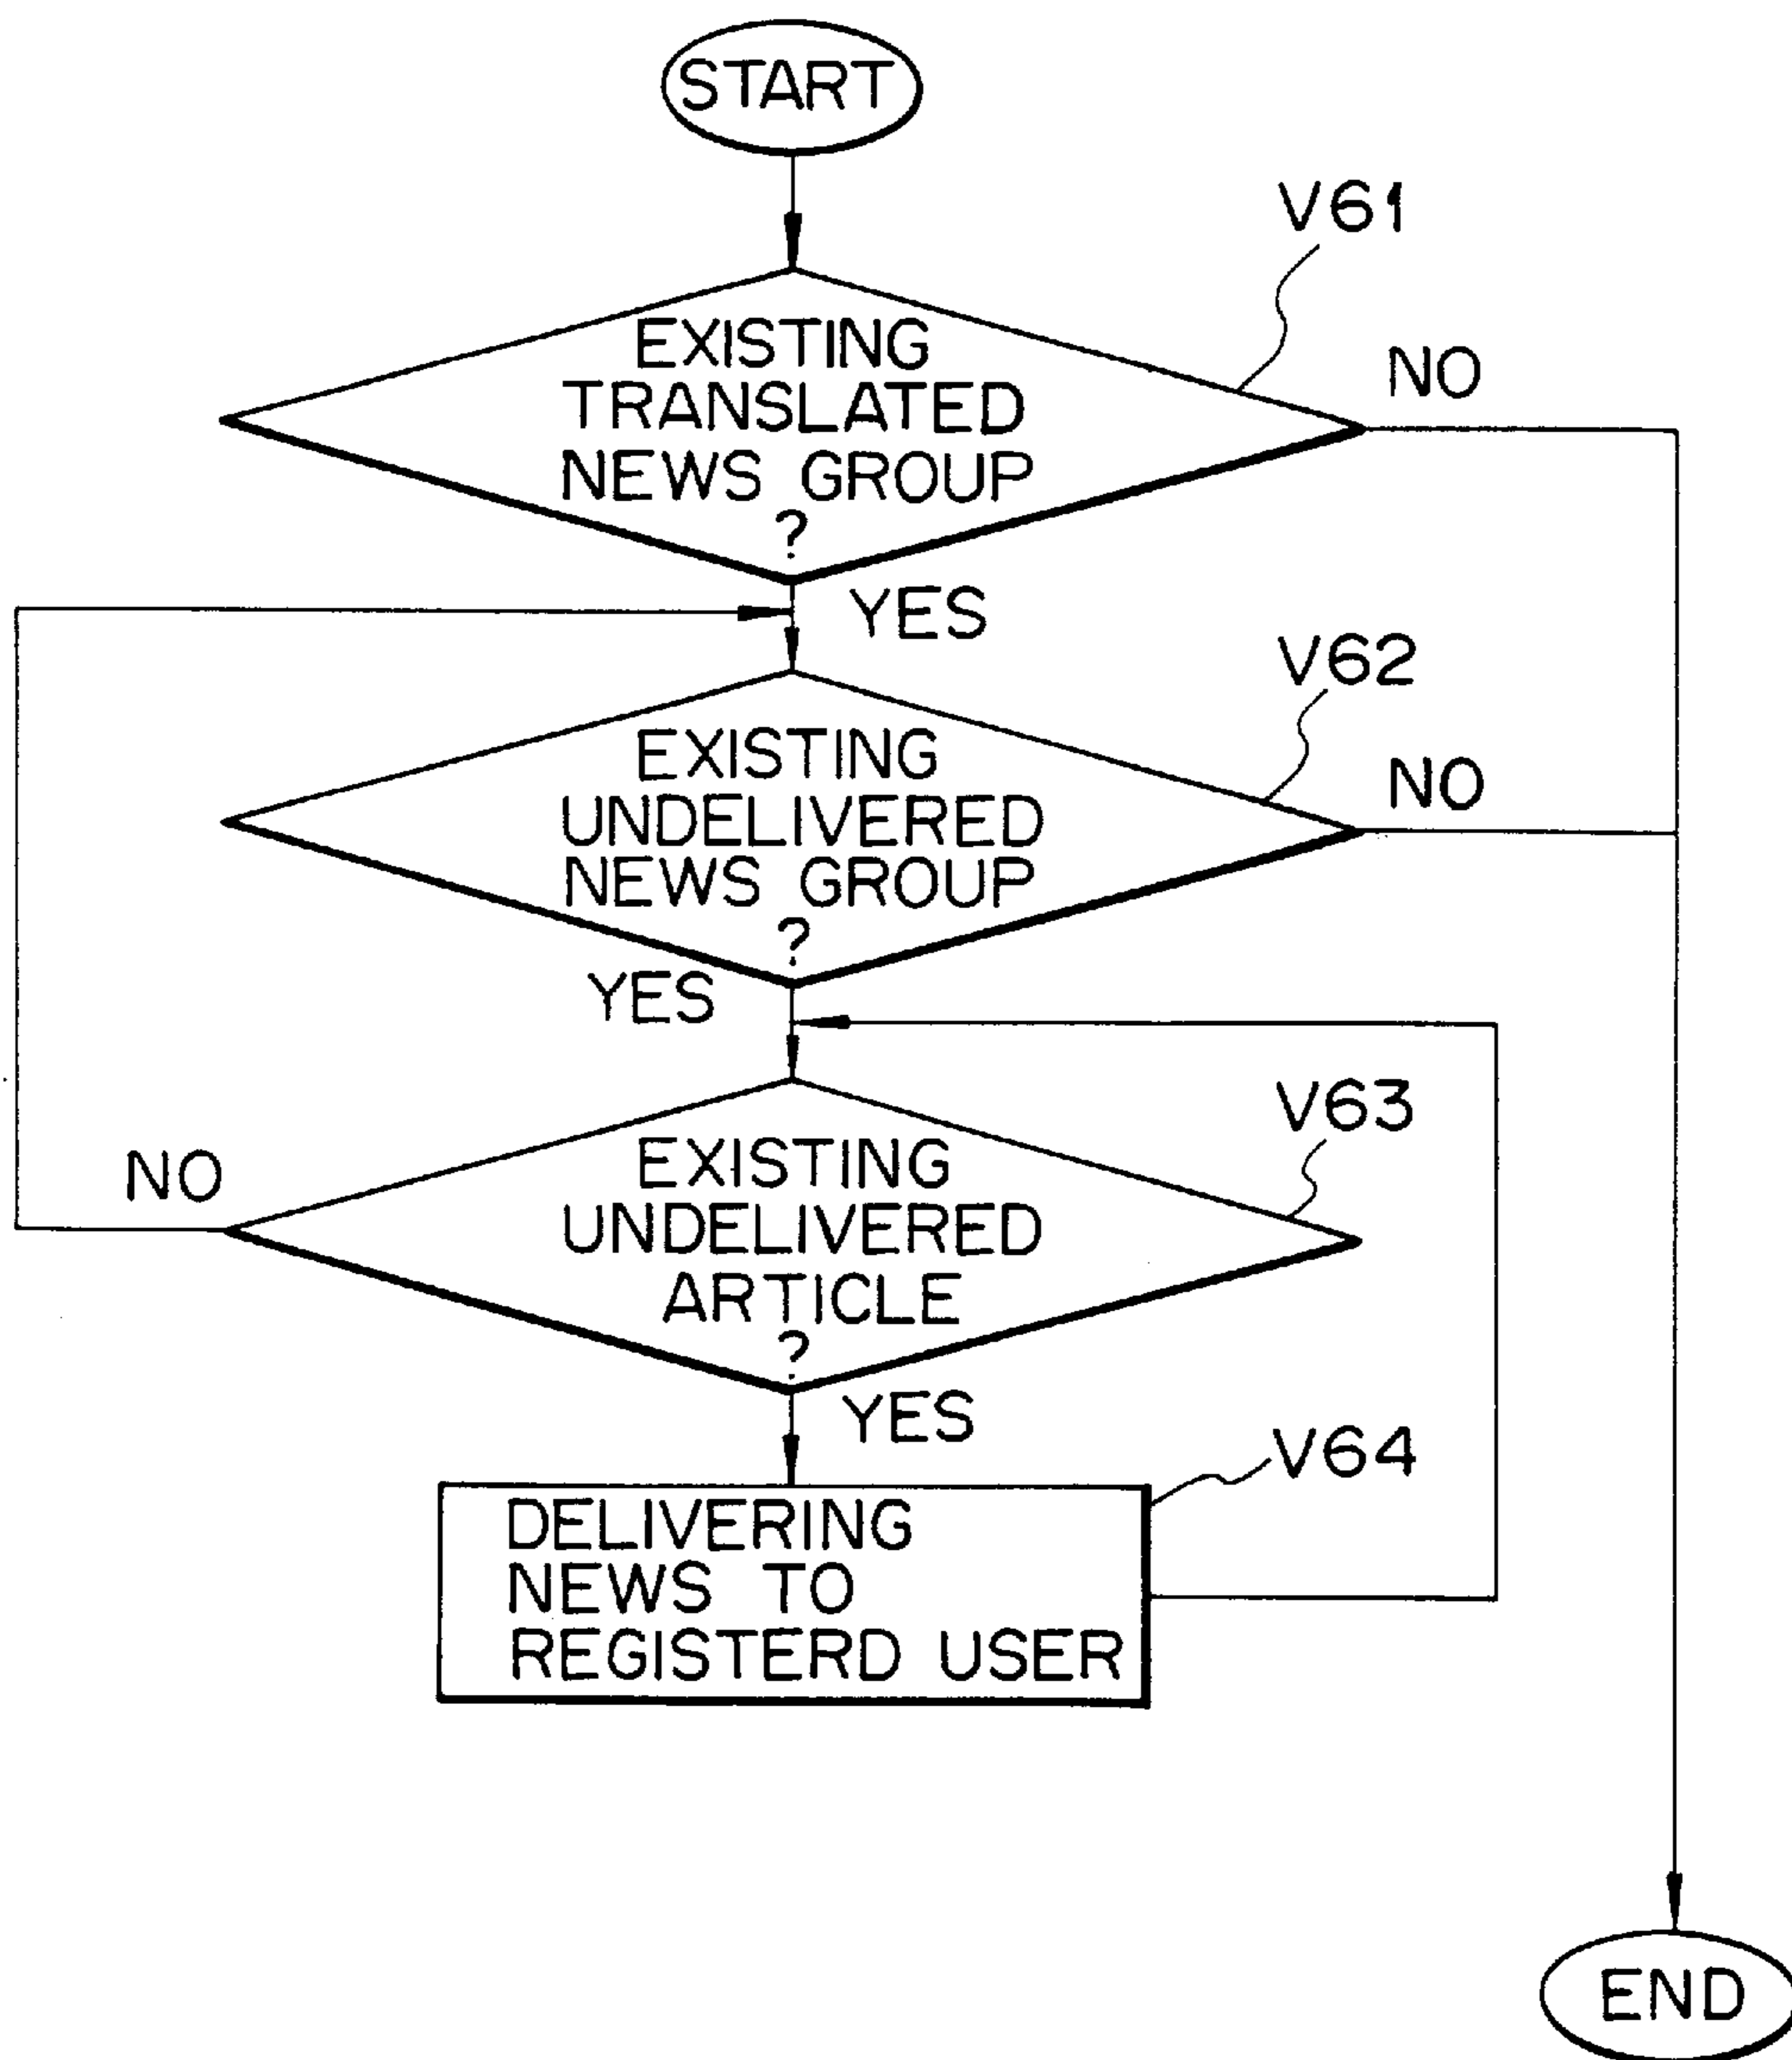 START
V61
EXISTING
TRANSLATED
NEWS GROUP
?
NO
YES
V62
EXISTING
UNDELIVERED
NEWS GROUP
?
NO
YES
V63
EXISTING
UNDELIVERED
ARTICLE
?
NO
YES
V64
DELIVERING
NEWS TO
REGISTERD USER
END